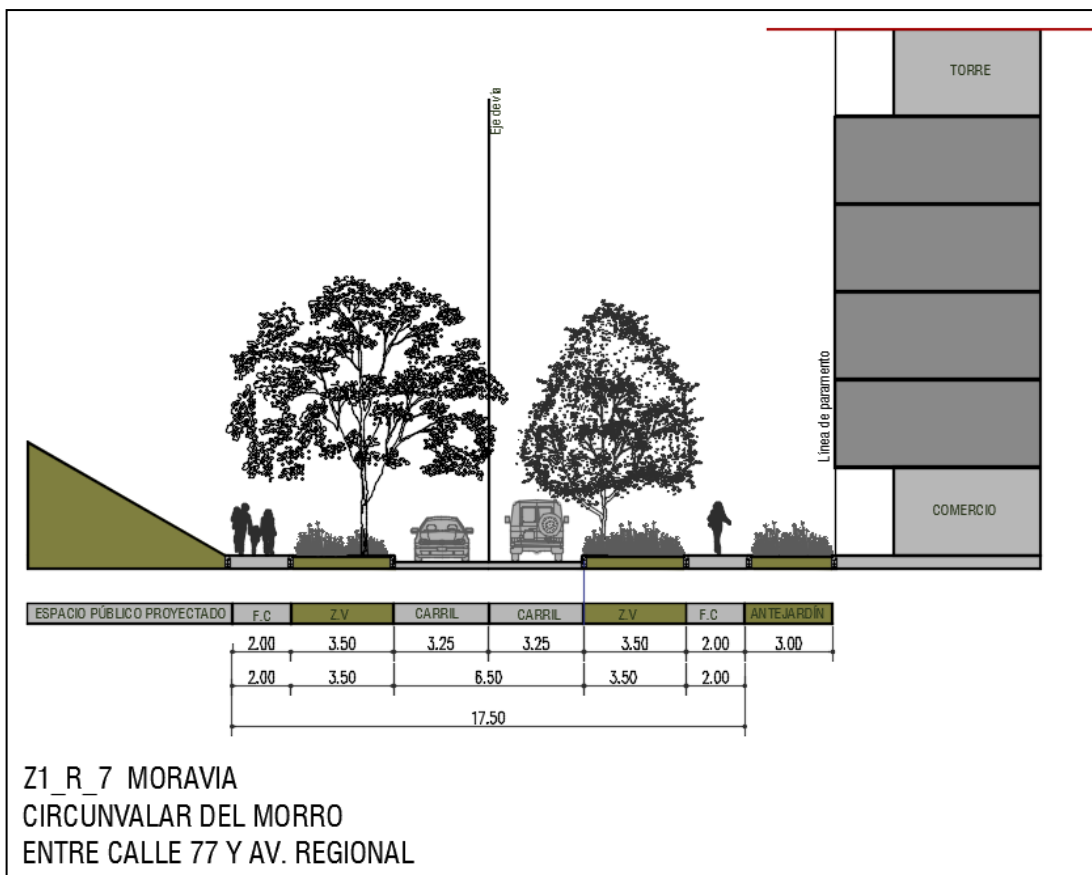 TORRE
Eje de vía
Línea de paramento
COMERCIO
ESPACIO PÚBLICO PROYECTADO F.C Z.V CARRIL CARRIL Z.V F.C ANTEJARDÍN
2.00 3.50 3.25 3.25 3.50 2.00 3.00
2.00 3.50 6.50 3.50 2.00
17.50
Z1_R_7 MORAVIA
CIRCUNVALAR DEL MORRO
ENTRE CALLE 77 Y AV. REGIONAL